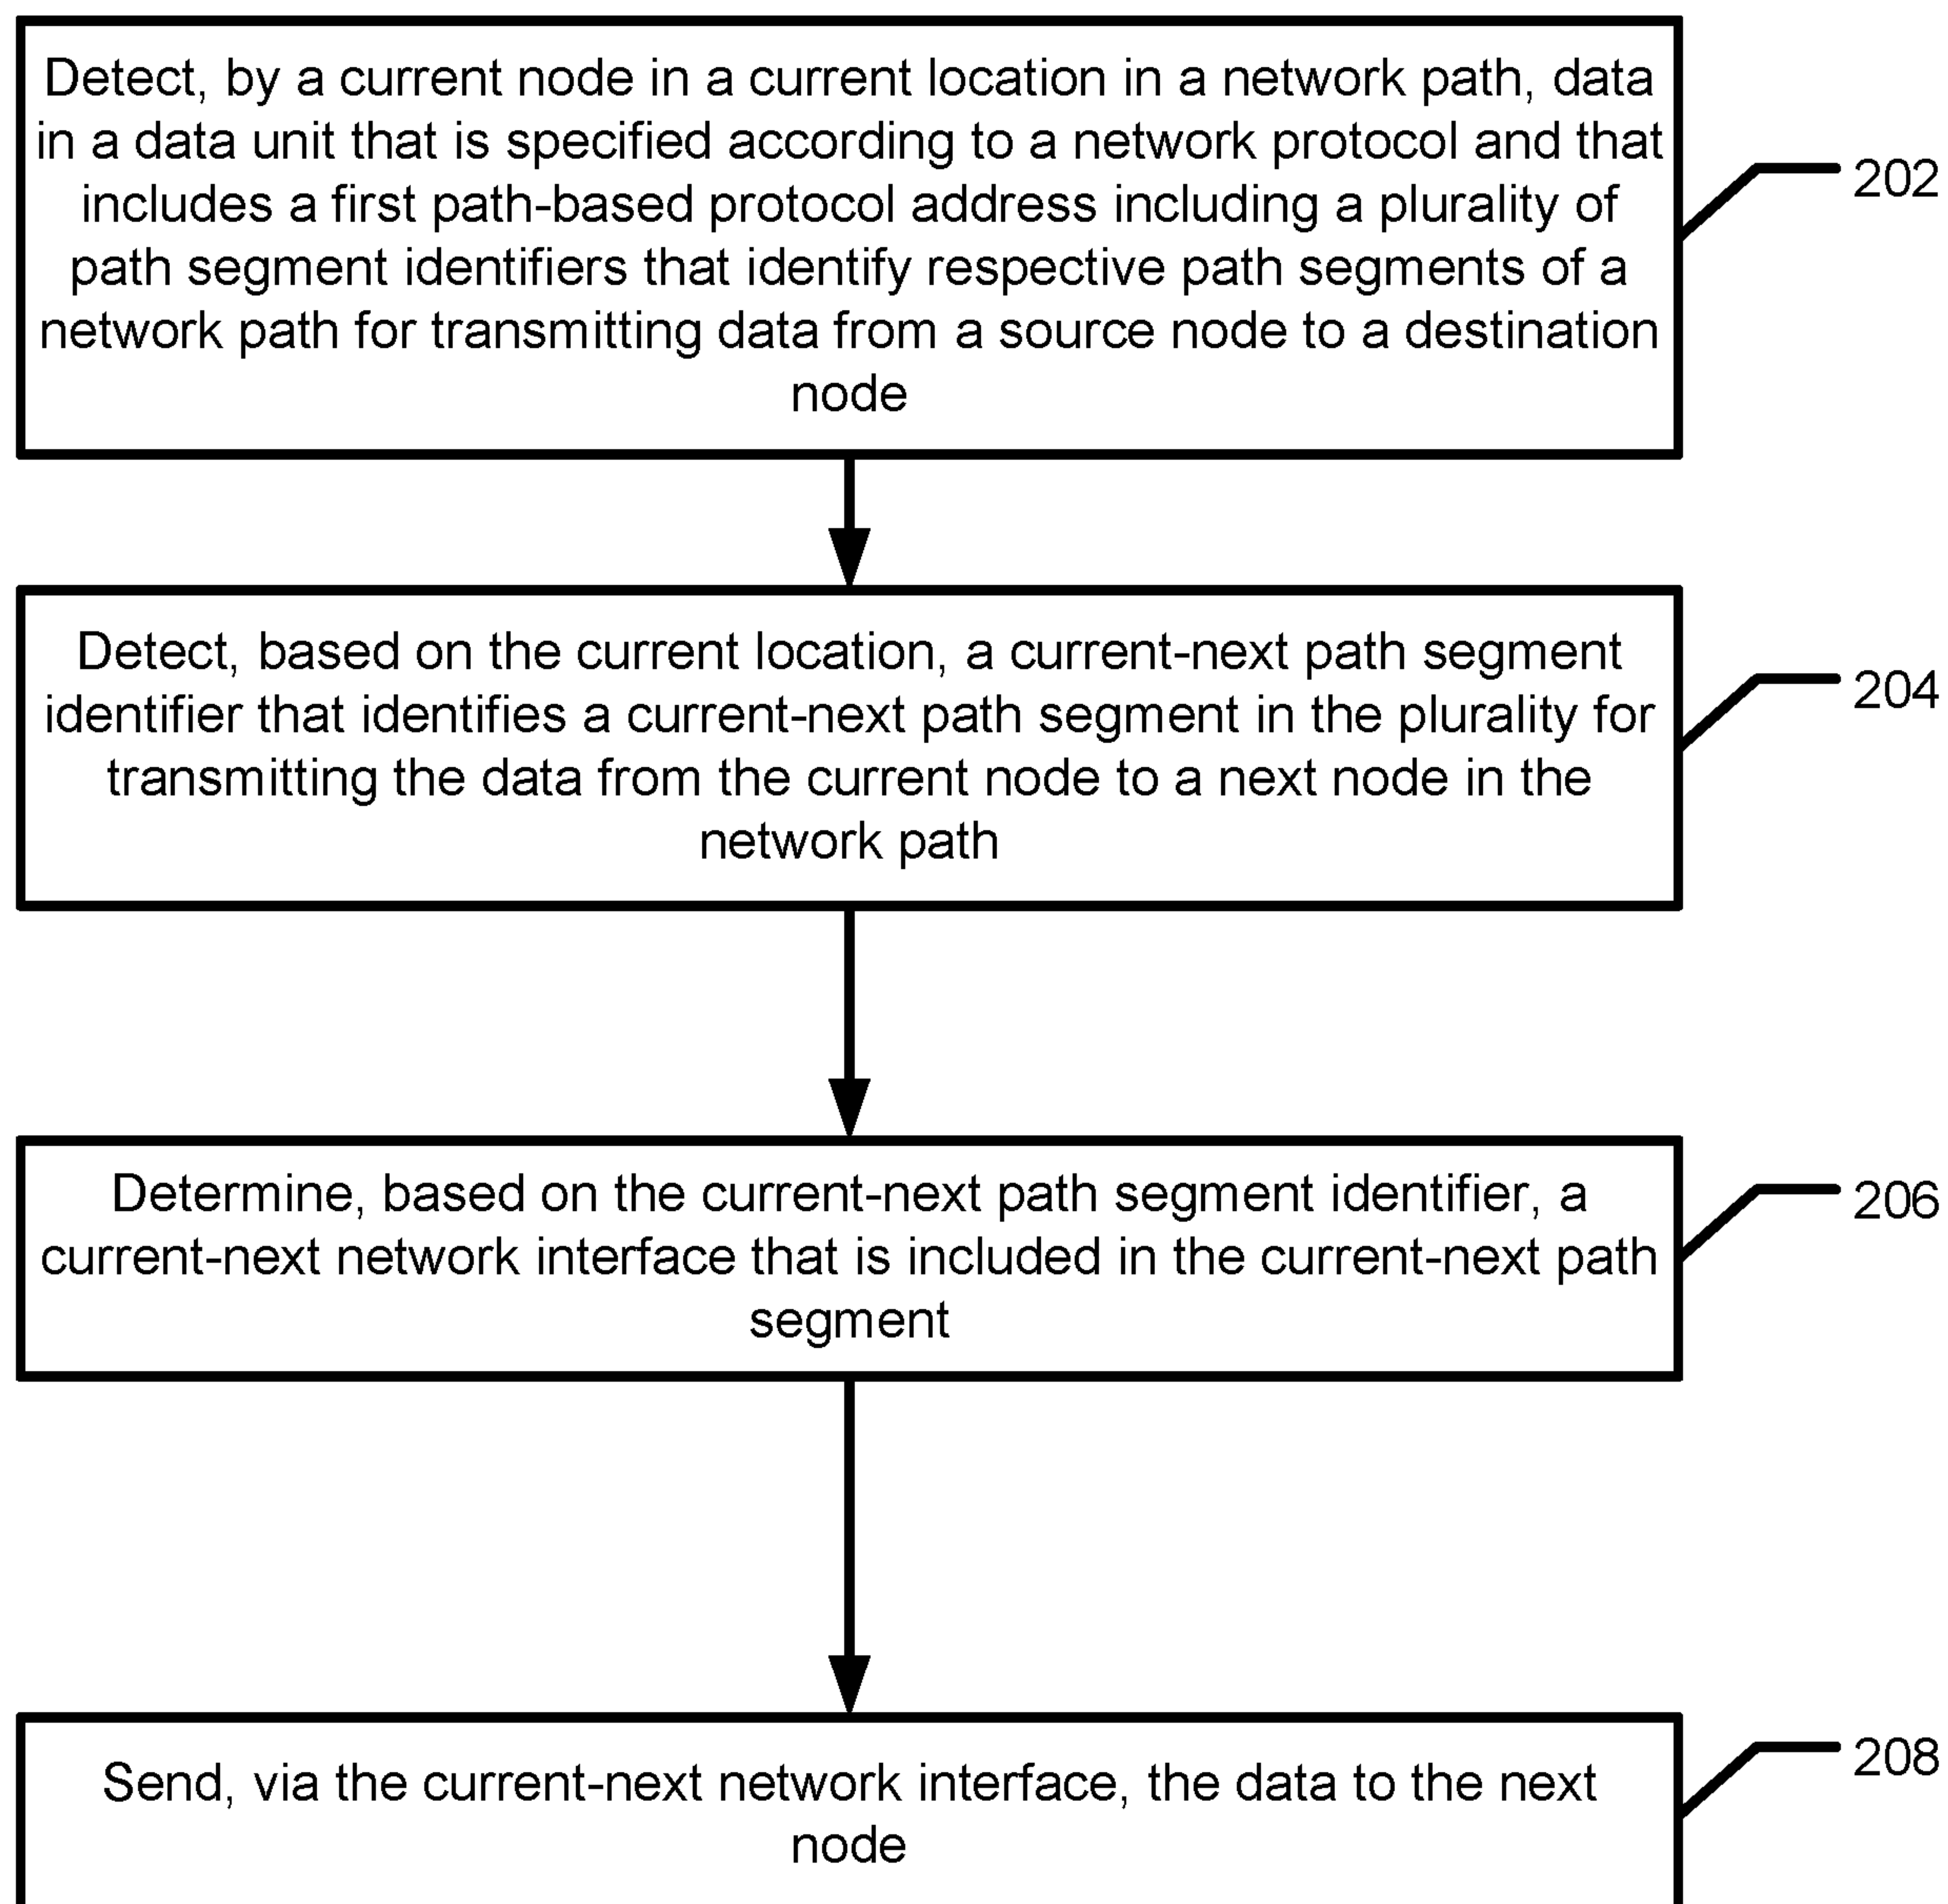 Detect, by a current node in a current location in a network path, data
in a data unit that is specified according to a network protocol and that
includes a first path-based protocol address including a plurality of
path segment identifiers that identify respective path segments of a
network path for transmitting data from a source node to a destination
node
202
Detect, based on the current location, a current-next path segment
identifier that identifies a current-next path segment in the plurality for
transmitting the data from the current node to a next node in the
network path
204
Determine, based on the current-next path segment identifier, a
current-next network interface that is included in the current-next path
segment
206
Send, via the current-next network interface, the data to the next
node
208